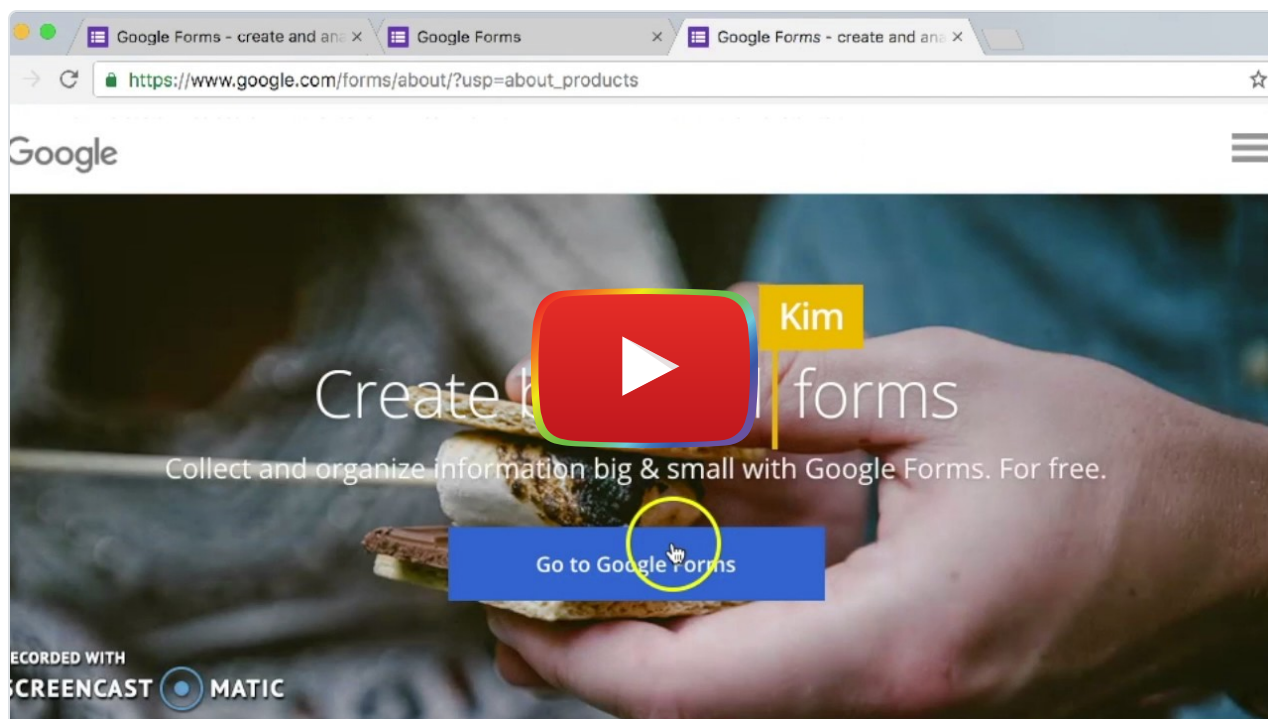 Google Forms - create and ana
Google Forms
Google Forms - create and ana
https://www.google.com/forms/about/?usp=about_products
Google
Kim
Create b l forms
Collect and organize information big & small with Google Forms. For free.
Go to Google Forms
ECORDED WITH
SCREENCAST MATIC